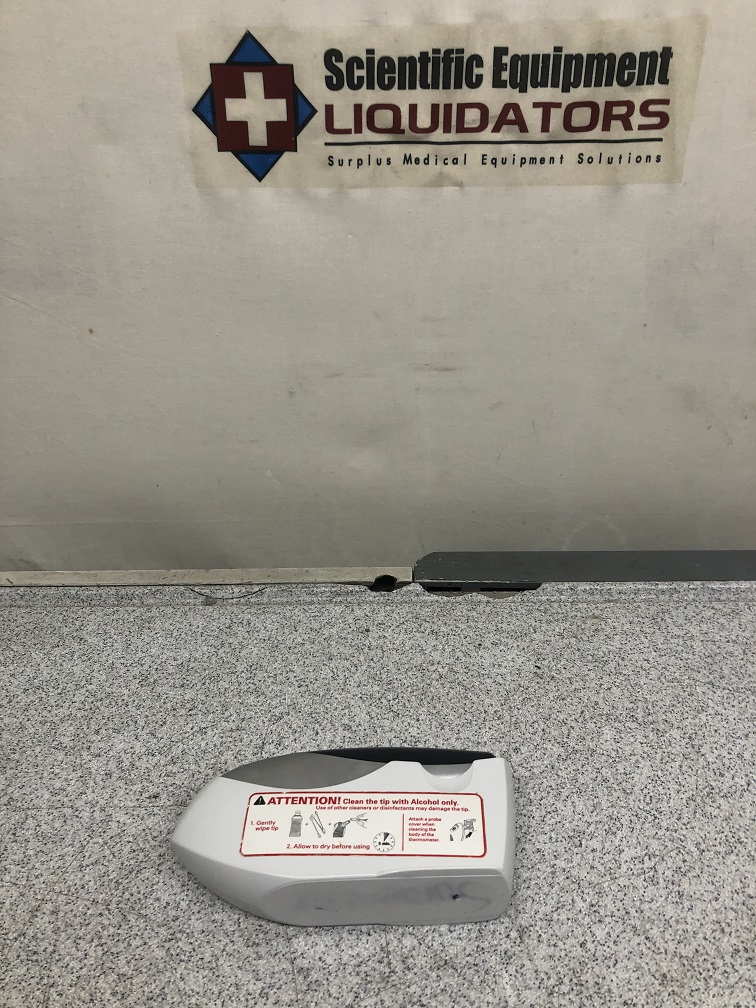 Scientific Equipment
LIQUIDATORS
Surplus Medical Equipment Solutions
ATTENTION! Clean the tip with Alcohol only.
Use of other cleaners or disinfectants may damage the tip.
1. Gently
wipe tip
2. Allow to dry before using
Attach a probe
cover when
cleaning the
body of the
thermometer.